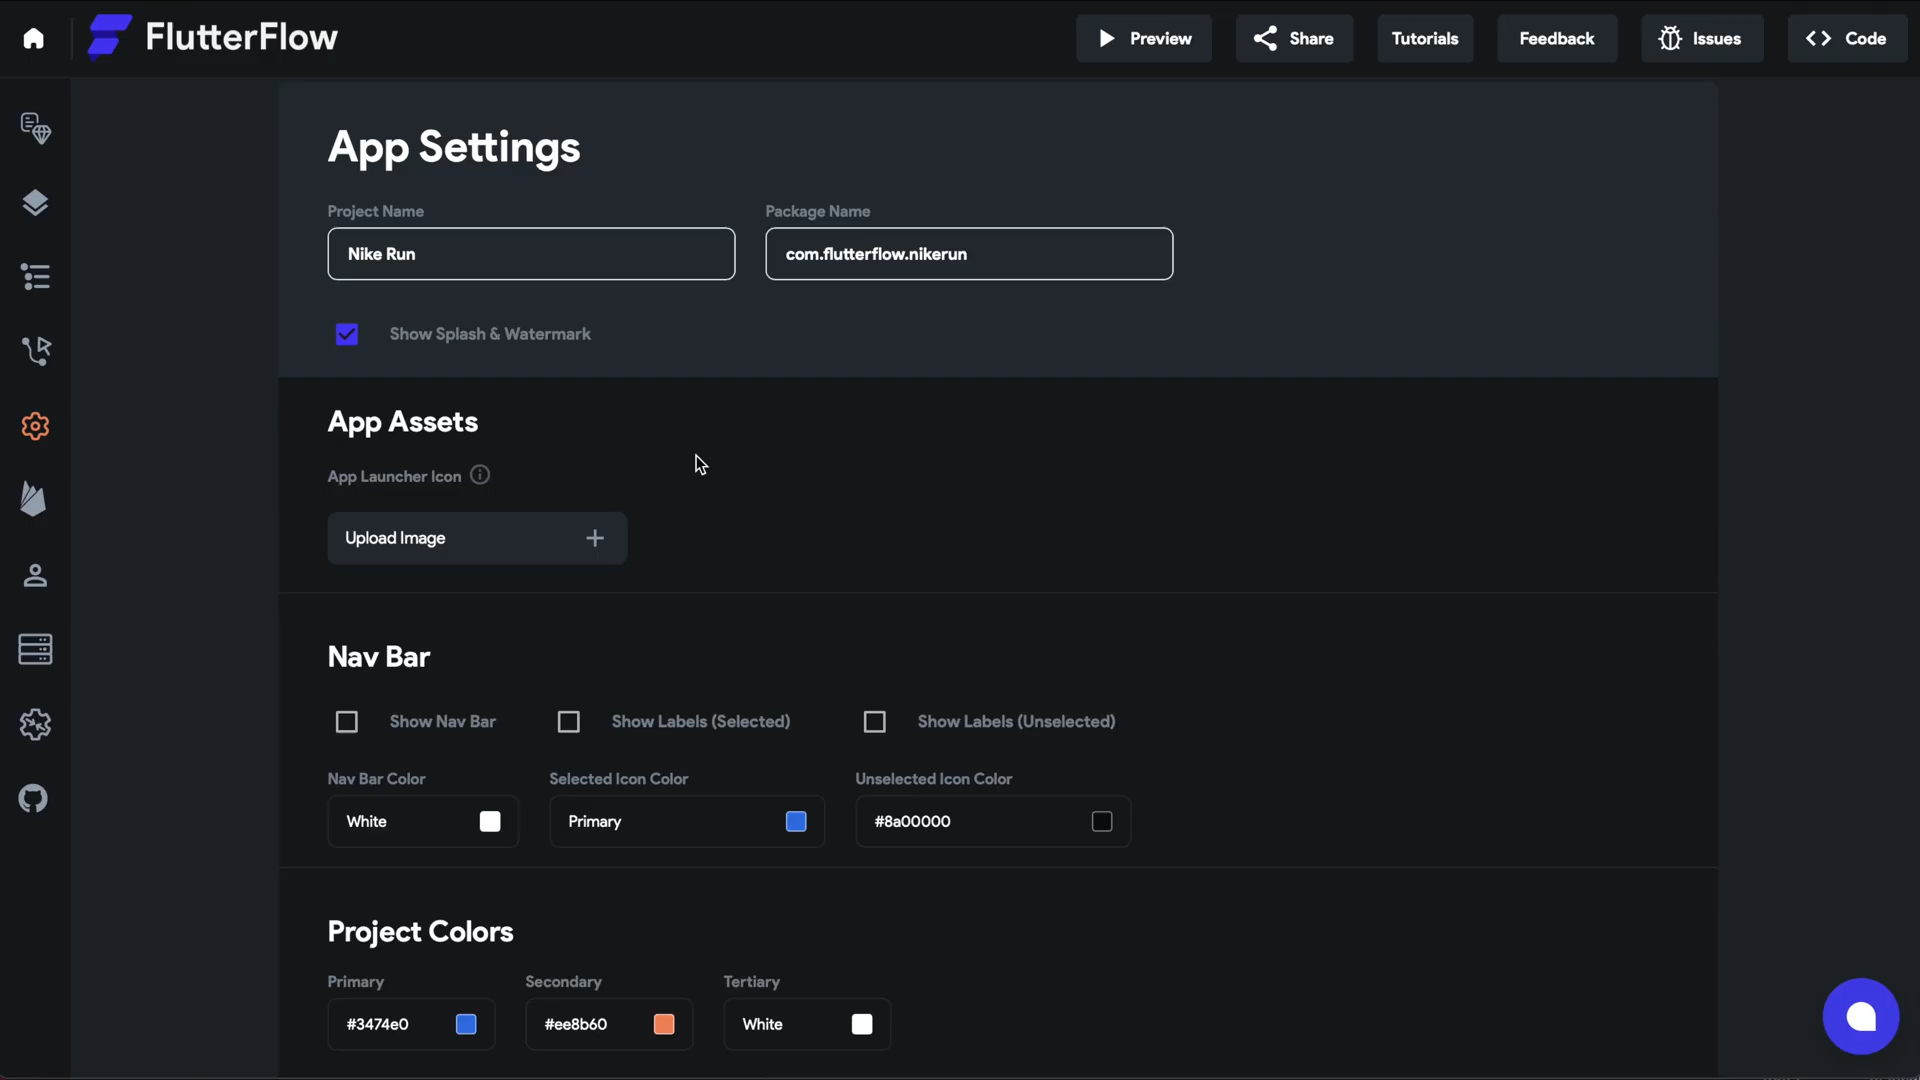 FlutterFlow
Preview
Share
Tutorials
Feedback
Issues
Code
App Settings
Project Name
Package Name
Nike Run
com.flutterflow.nikerun
Show Splash & Watermark
App Assets
App Launcher Icon
Upload Image
Nav Bar
Show Nav Bar
Show Labels (Selected)
Show Labels (Unselected)
Nav Bar Color
Selected Icon Color
Unselected Icon Color
White
Primary
#8a00000
Project Colors
Primary
Secondary
Tertiary
#3474e0
#ee8b60
White